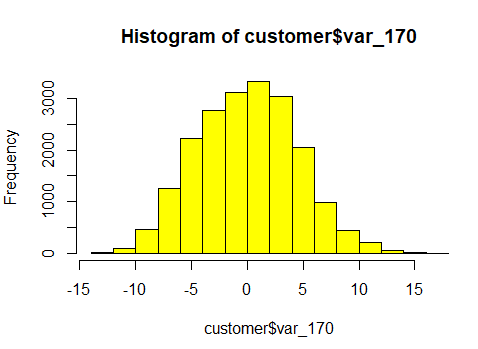 Histogram of customer$var_170
Frequency
3000
2000
1000
0
-15 -10 -5 0 5 10 15
customer$var_170